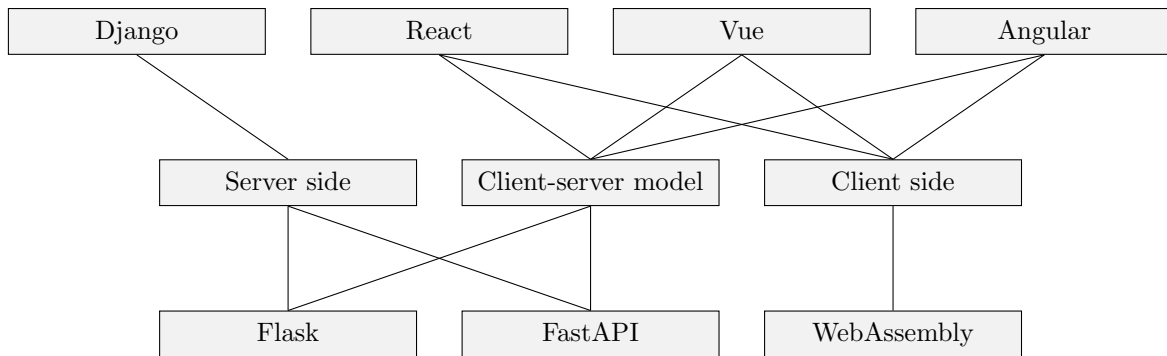 Django
React
Vue
Angular
Server side
Client-server model
Client side
Flask
FastAPI
WebAssembly